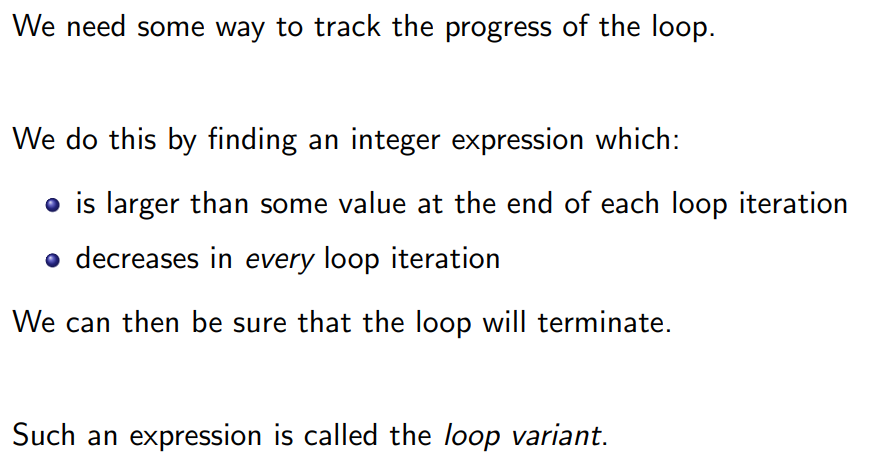 We need some way to track the progress of the loop.
We do this by finding an integer expression which:
is larger than some value at the end of each loop iteration
decreases in every loop iteration
We can then be sure that the loop will terminate.
Such an expression is called the loop variant.